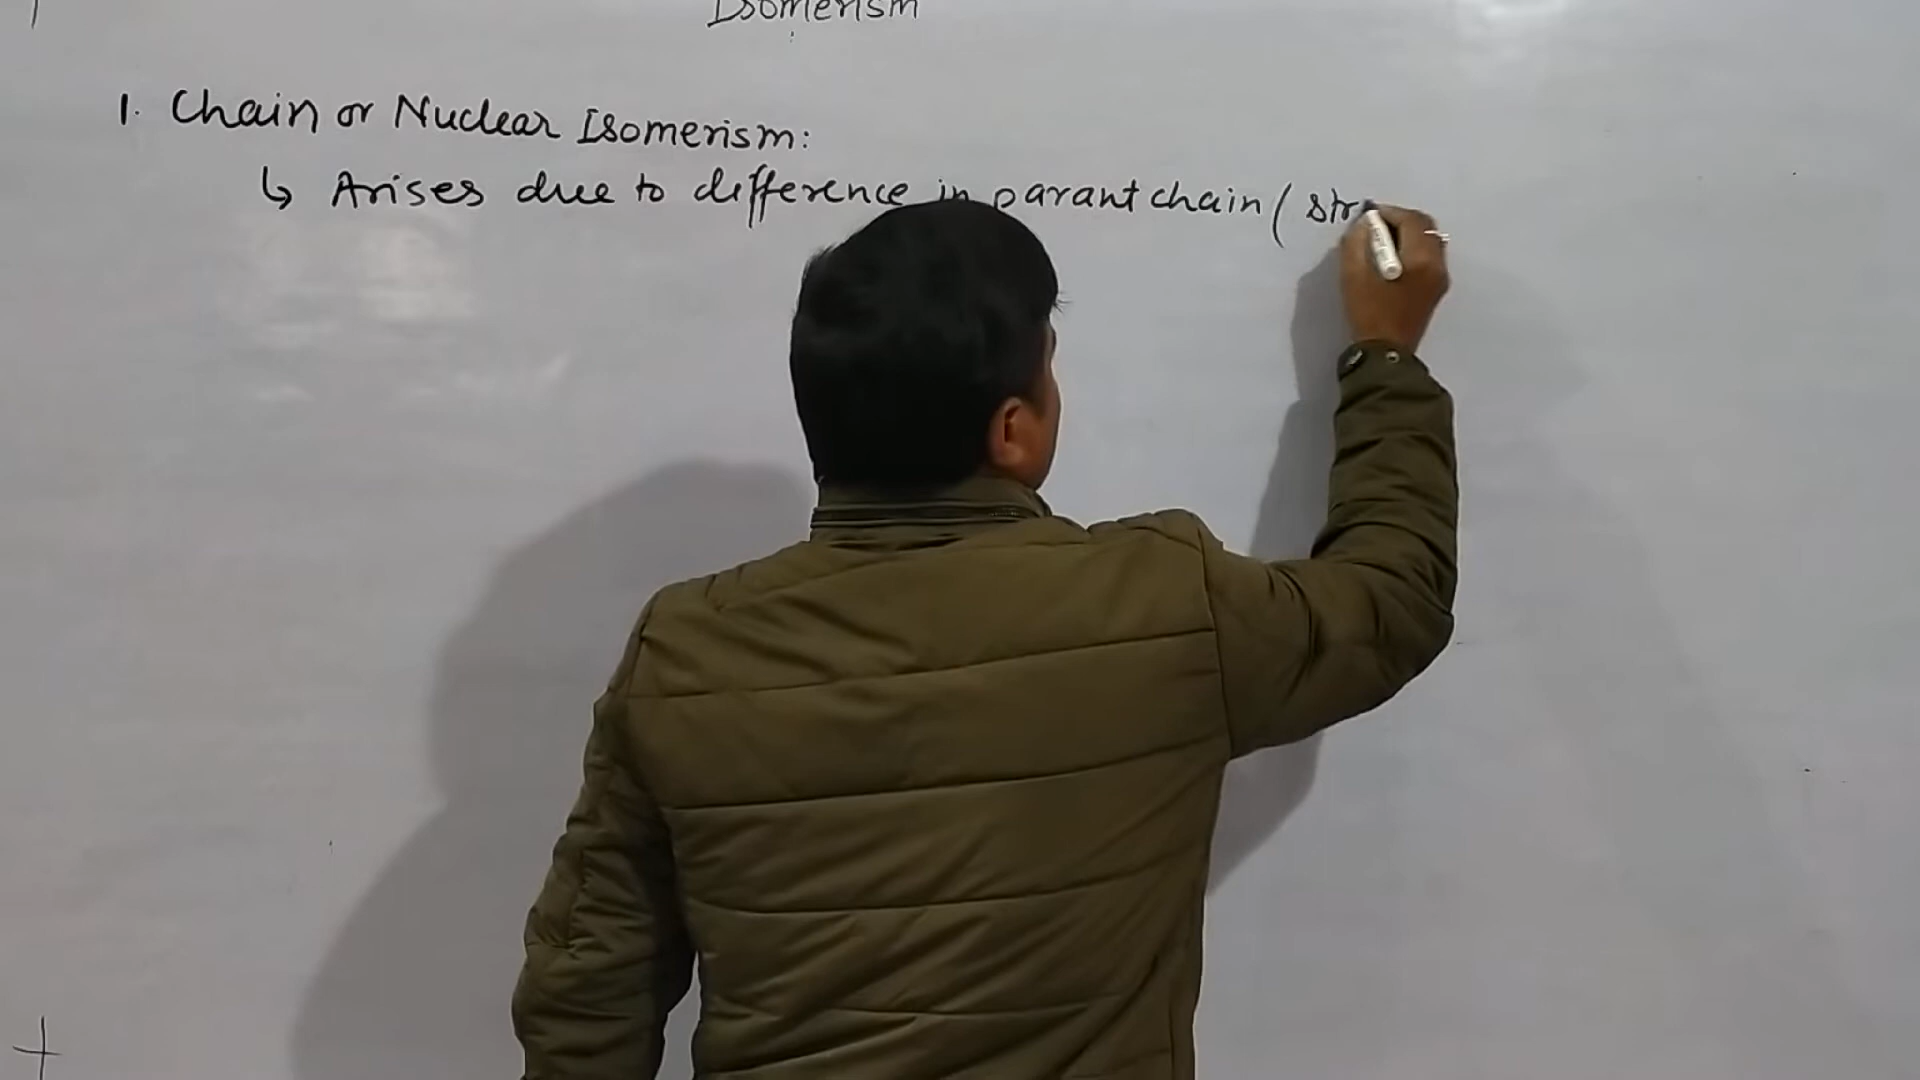 Isomerism
1. Chain or Nuclear Isomerism:
↳ Arises due to difference in parant chain ( str